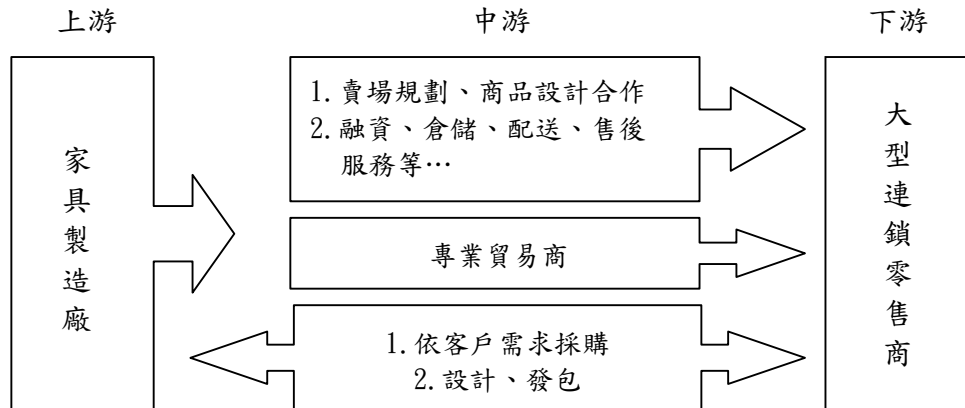 上游
中游
下游
家具製造廠
1.賣場規劃、商品設計合作
2.融資、倉儲、配送、售後
服務等…
專業貿易商
1.依客戶需求採購
2.設計、發包
大型連鎖零售商